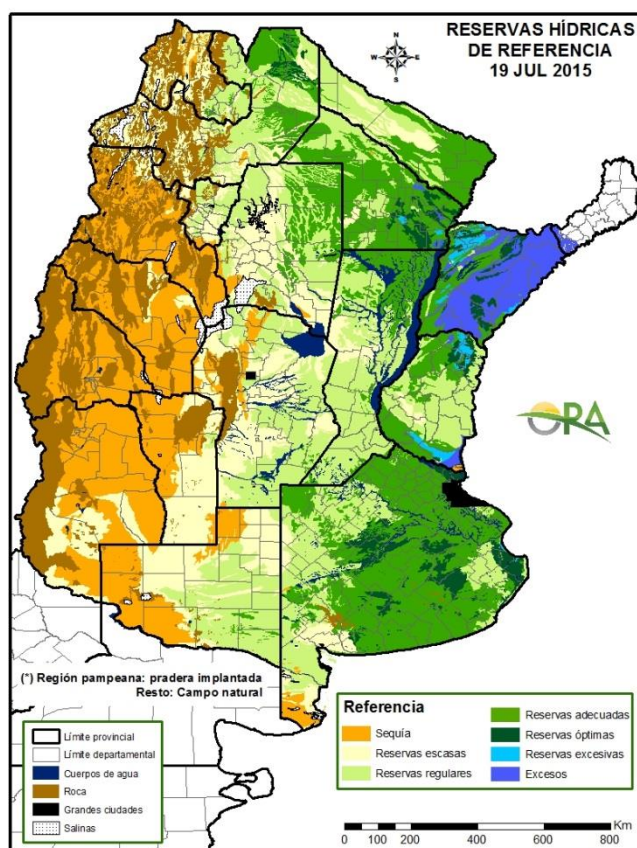 RESERVAS HÍDRICAS
DE REFERENCIA
19 JUL 2015
N
W E
S
ORA
(*) Región pampeana: pradera implantada
Resto: Campo natural
Límite provincial
Límite departamental
Cuerpos de agua
Roca
Grandes ciudades
Salinas
Referencia
Sequía
Reservas escasas
Reservas regulares
Reservas adecuadas
Reservas óptimas
Reservas excesivas
Excesos
Km
0 100 200 400 600 800